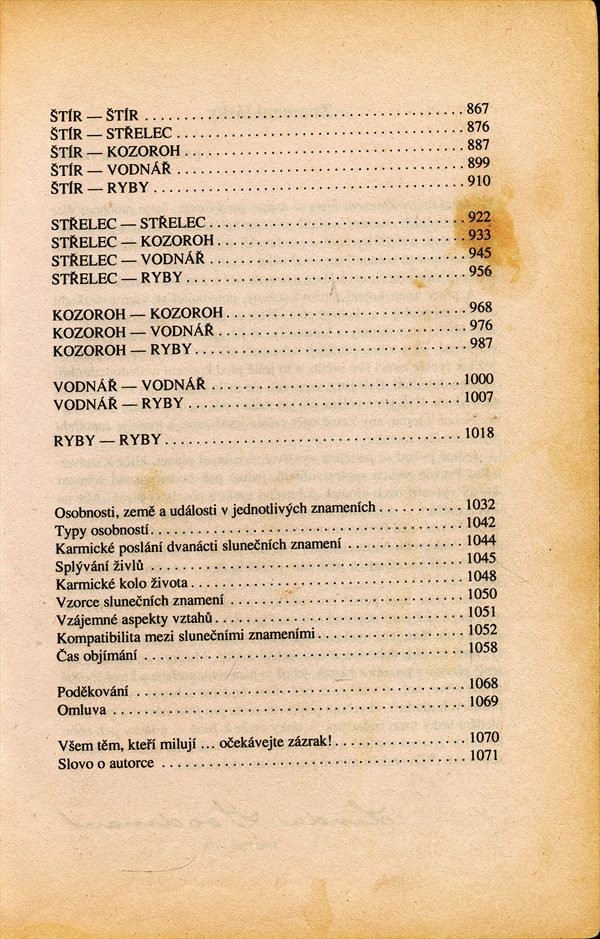 ŠTÍR — ŠTÍR ........ 867
ŠTÍR — STŘELEC ........ 876
ŠTÍR — KOZOROH ........ 887
ŠTÍR — VODNÁŘ ........ 899
ŠTÍR — RYBY ........ 910
STŘELEC — STŘELEC ........ 922
STŘELEC — KOZOROH ........ 933
STŘELEC — VODNÁŘ ........ 945
STŘELEC — RYBY ........ 956
KOZOROH — KOZOROH ........ 968
KOZOROH — VODNÁŘ ........ 976
KOZOROH — RYBY ........ 987
VODNÁŘ — VODNÁŘ ........ 1000
VODNÁŘ — RYBY ........ 1007
RYBY — RYBY ........ 1018
Osobnosti, země a události v jednotlivých znameních ........ 1032
Typy osobností ........ 1042
Karmické poslání dvanácti slunečních znamení ........ 1044
Splývání živlů ........ 1045
Karmické kolo života ........ 1048
Vzorce slunečních znamení ........ 1050
Vzájemné aspekty vztahů ........ 1051
Kompatibilita mezi slunečními znameními ........ 1052
Čas objímání ........ 1058
Poděkování ........ 1068
Omluva ........ 1069
Všem těm, kteří milují ... očekávejte zázrak! ........ 1070
Slovo o autorce ........ 1071